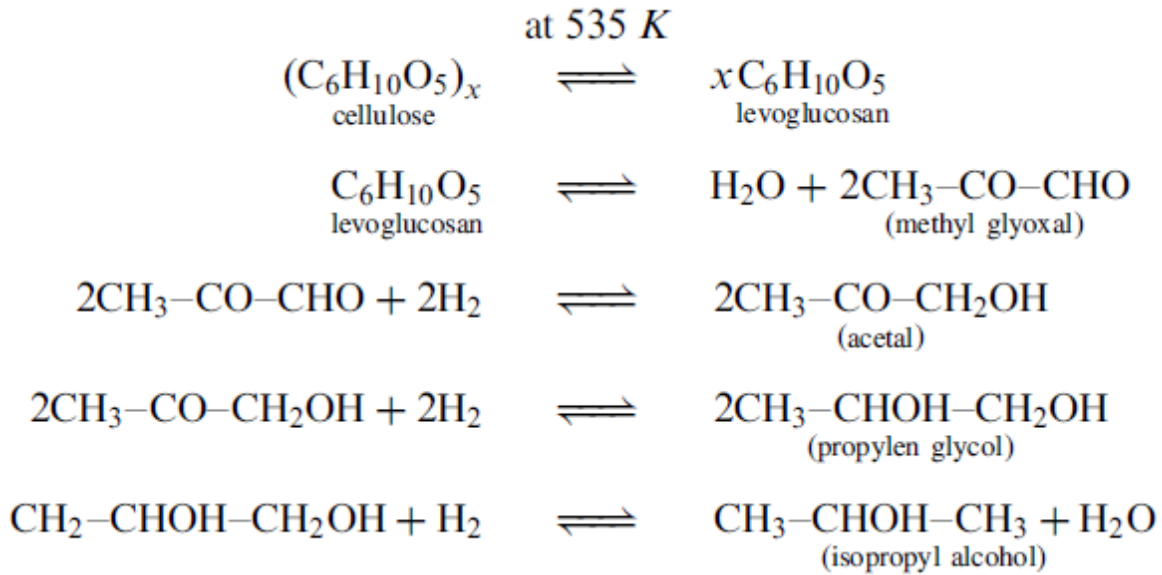 at 535 K
(C₆H₁₀O₅)ₓ ⇌ xC₆H₁₀O₅
cellulose levoglucosan
C₆H₁₀O₅ ⇌ H₂O + 2CH₃–CO–CHO
levoglucosan (methyl glyoxal)
2CH₃–CO–CHO + 2H₂ ⇌ 2CH₃–CO–CH₂OH
(acetal)
2CH₃–CO–CH₂OH + 2H₂ ⇌ 2CH₃–CHOH–CH₂OH
(propylen glycol)
CH₂–CHOH–CH₂OH + H₂ ⇌ CH₃–CHOH–CH₃ + H₂O
(isopropyl alcohol)